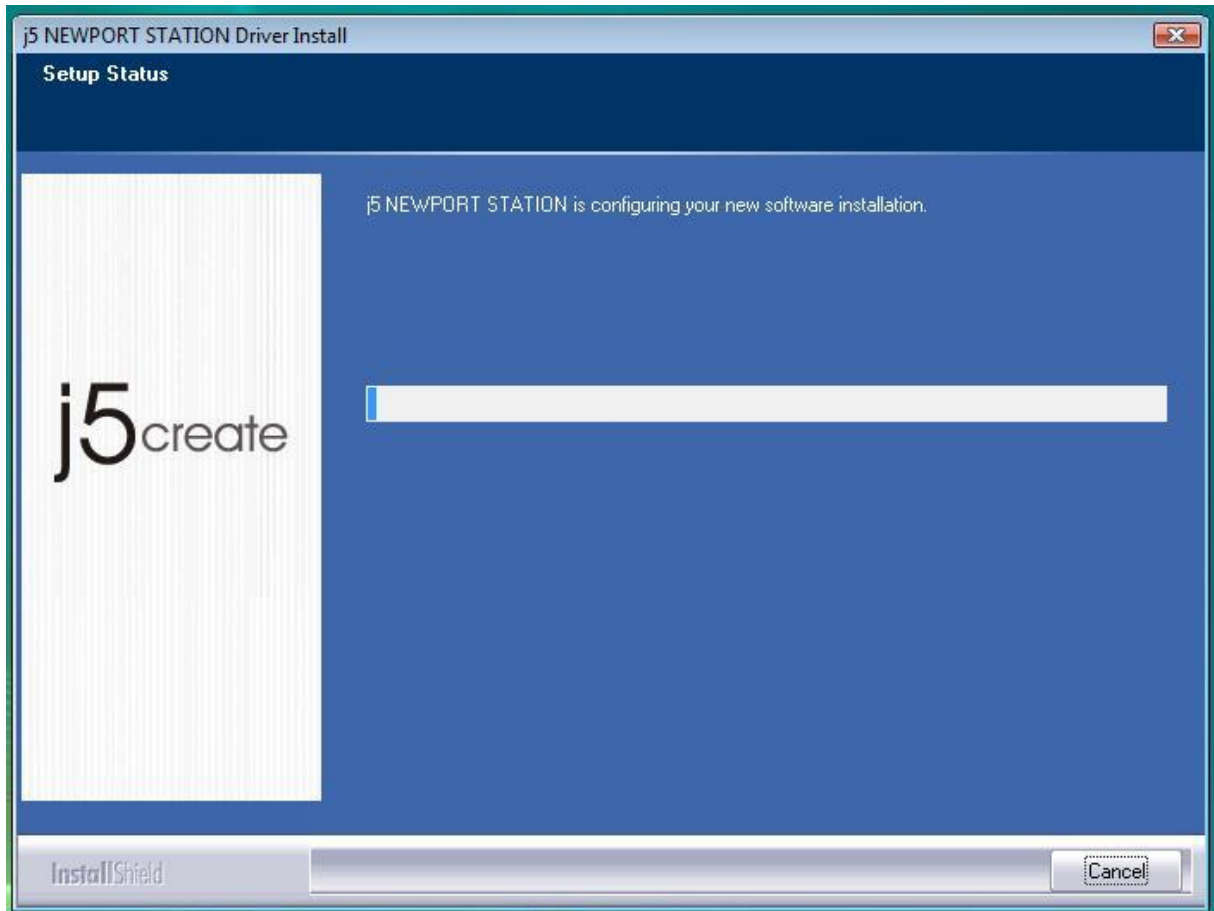 j5 NEWPORT STATION Driver Install
Setup Status
j5 NEWPORT STATION is configuring your new software installation.
j5create
InstallShield
Cancel